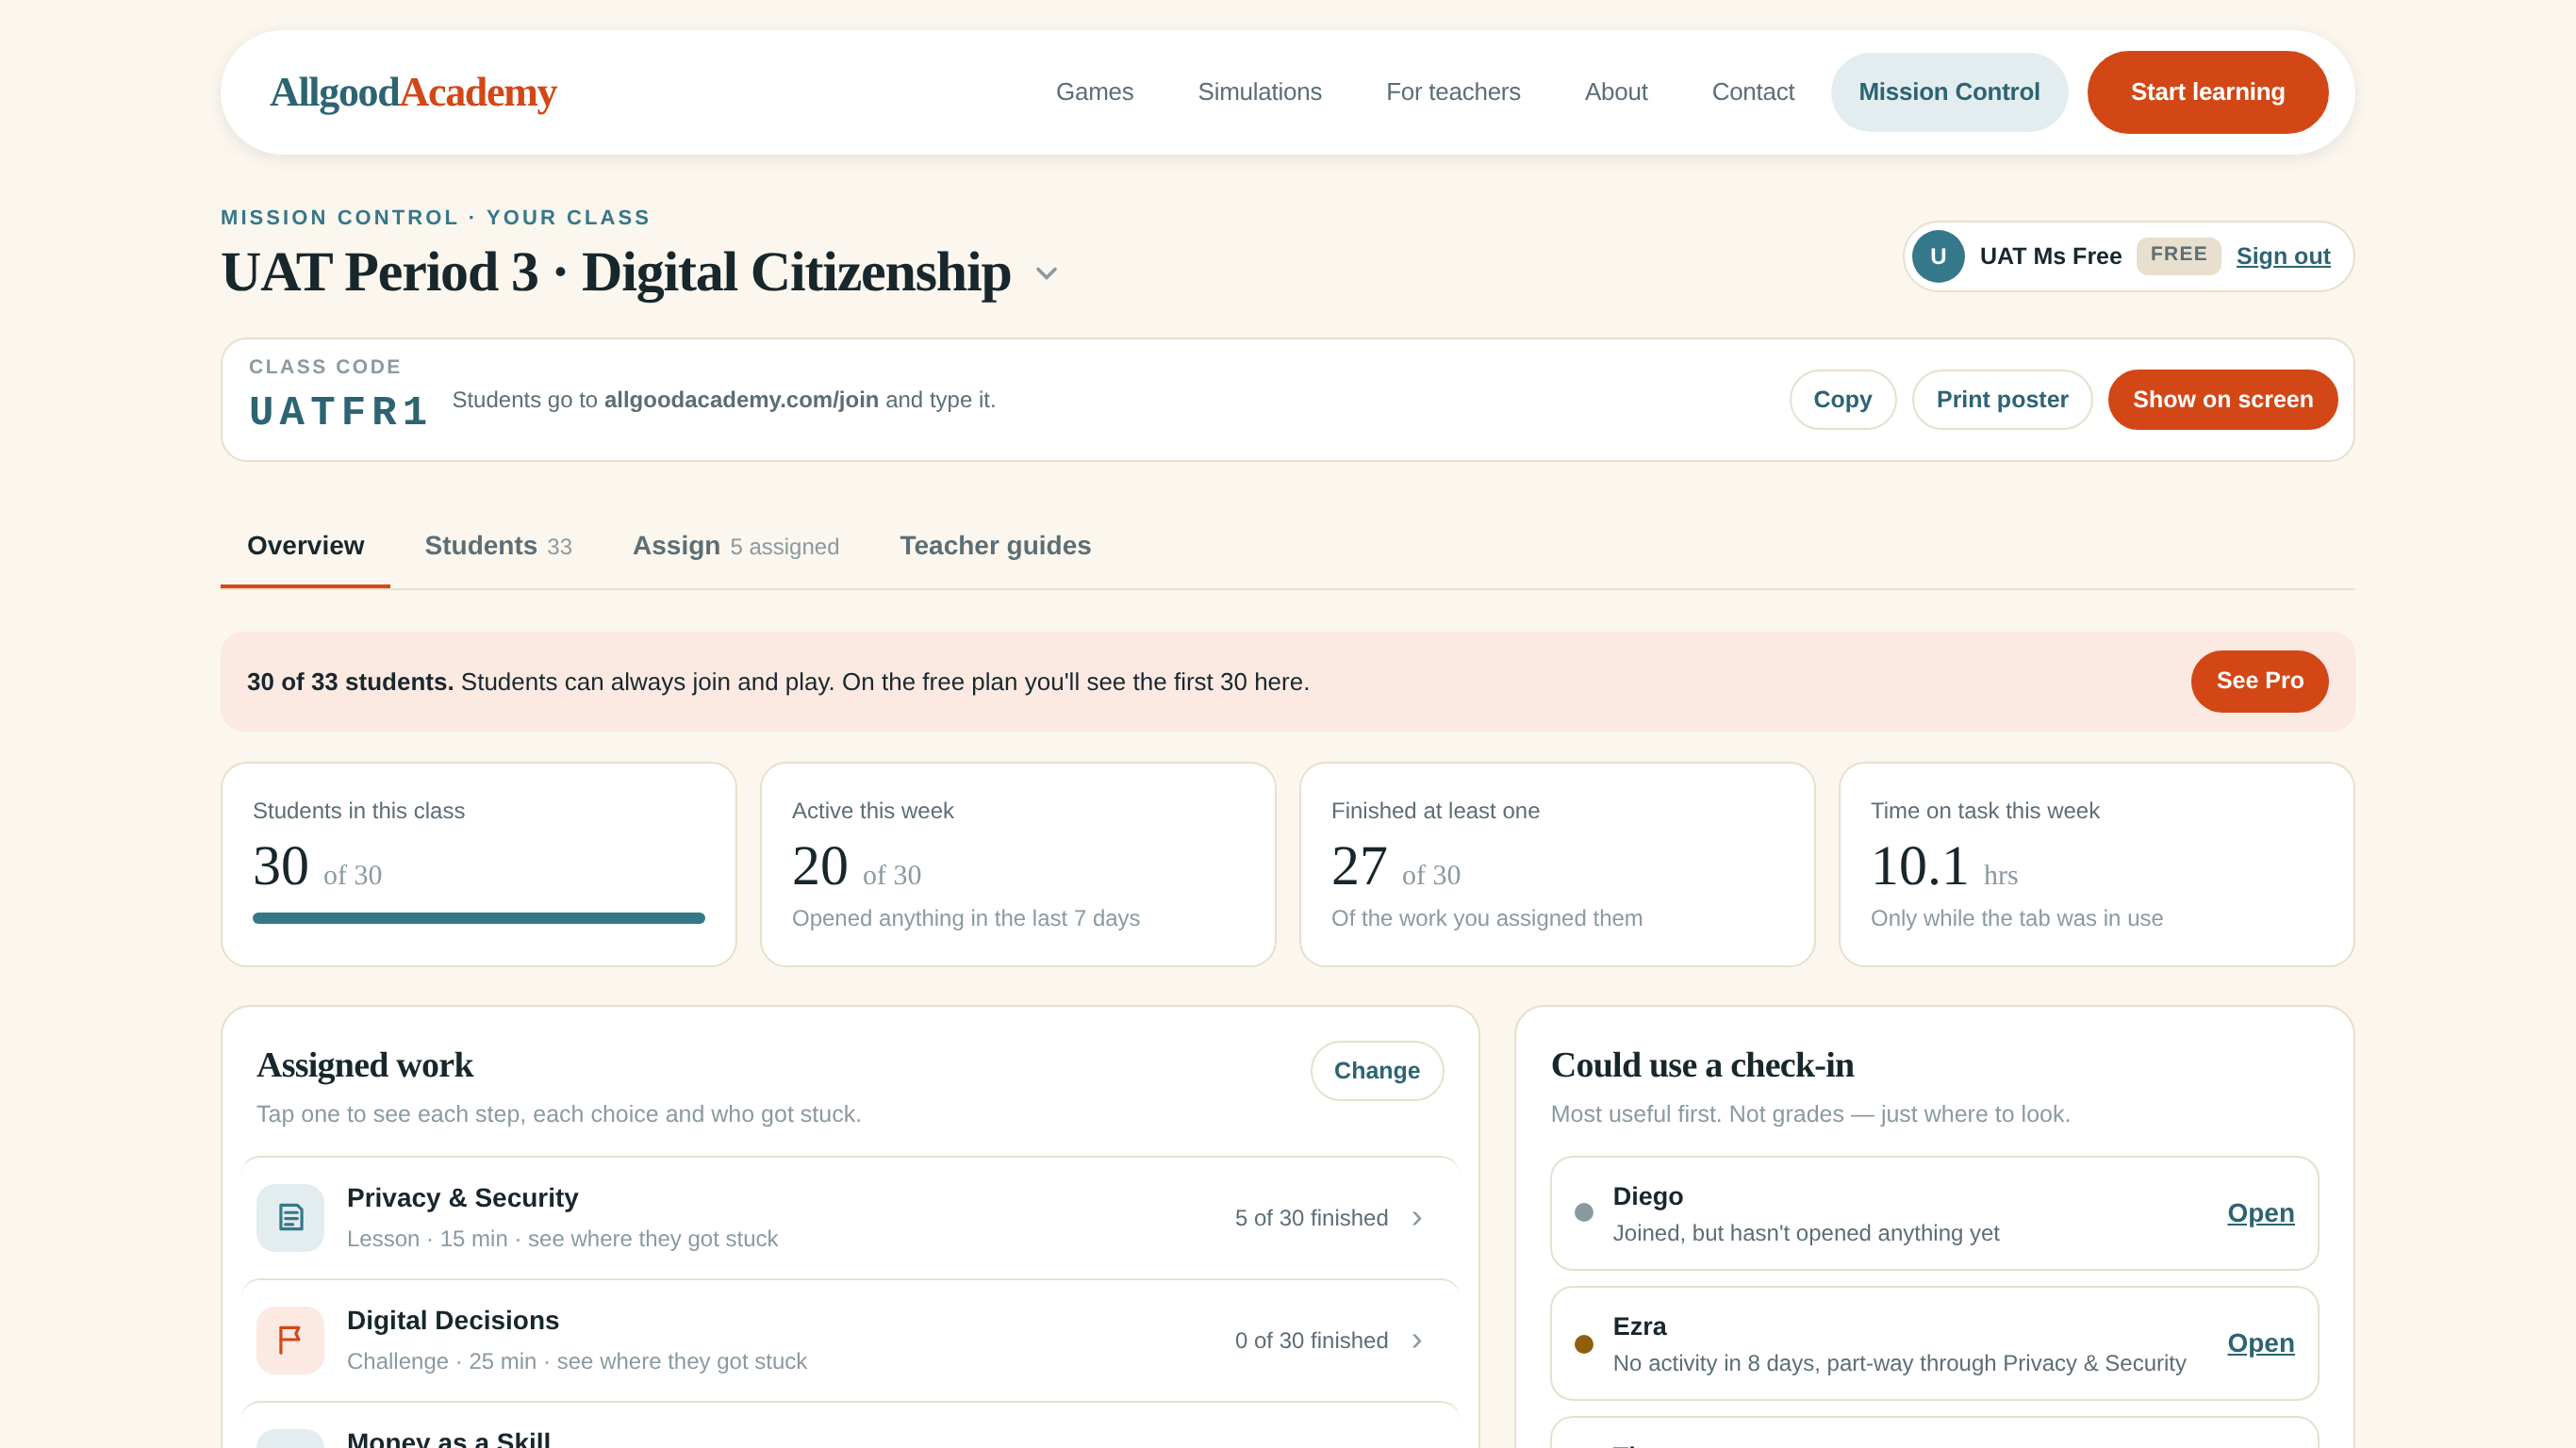 AllgoodAcademy
Games
Simulations
For teachers
About
Contact
Mission Control
Start learning
MISSION CONTROL · YOUR CLASS
UAT Period 3 · Digital Citizenship
U
UAT Ms Free
FREE
Sign out
CLASS CODE
UATFR1
Students go to allgoodacademy.com/join and type it.
Copy
Print poster
Show on screen
Overview
Students 33
Assign 5 assigned
Teacher guides
30 of 33 students. Students can always join and play. On the free plan you'll see the first 30 here.
See Pro
Students in this class
30 of 30
Active this week
20 of 30
Opened anything in the last 7 days
Finished at least one
27 of 30
Of the work you assigned them
Time on task this week
10.1 hrs
Only while the tab was in use
Assigned work
Change
Tap one to see each step, each choice and who got stuck.
Privacy & Security
Lesson · 15 min · see where they got stuck
5 of 30 finished
Digital Decisions
Challenge · 25 min · see where they got stuck
0 of 30 finished
Money as a Skill
Could use a check-in
Most useful first. Not grades — just where to look.
Diego
Joined, but hasn't opened anything yet
Open
Ezra
No activity in 8 days, part-way through Privacy & Security
Open